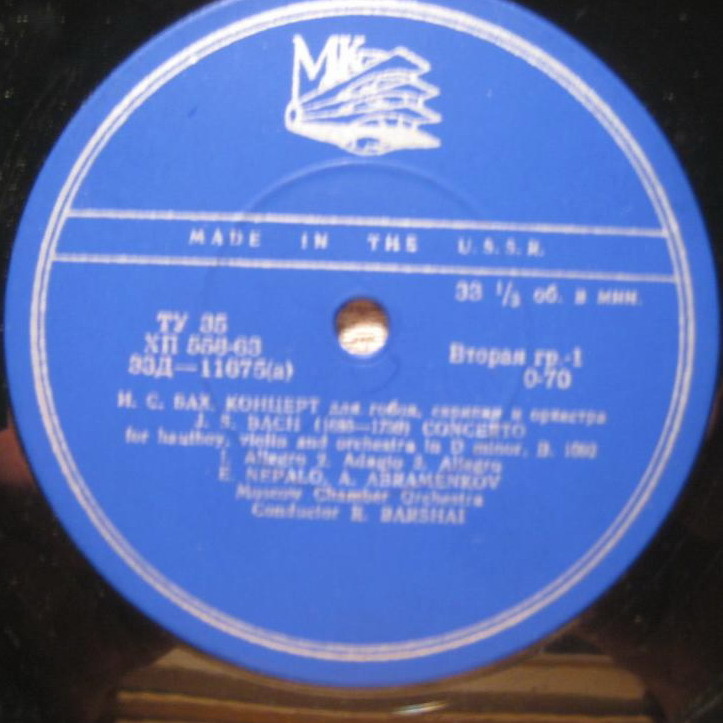 МК
MADE IN THE U.S.S.R.
33 1/3 об. в мин.
ТУ 35
ХП 558-63
33Д—11675(а)
Вторая гр.-1
0-70
И. С. БАХ. КОНЦЕРТ для гобоя, скрипки и оркестра
J. S. BACH (1685—1750) CONCERTO
for hautboy, violin and orchestra in D minor, B. 1060
1. Allegro 2. Adagio 3. Allegro
E. NEPALO, A. ABRAMENKOV
Moscow Chamber Orchestra
Conductor R. BARSHAI